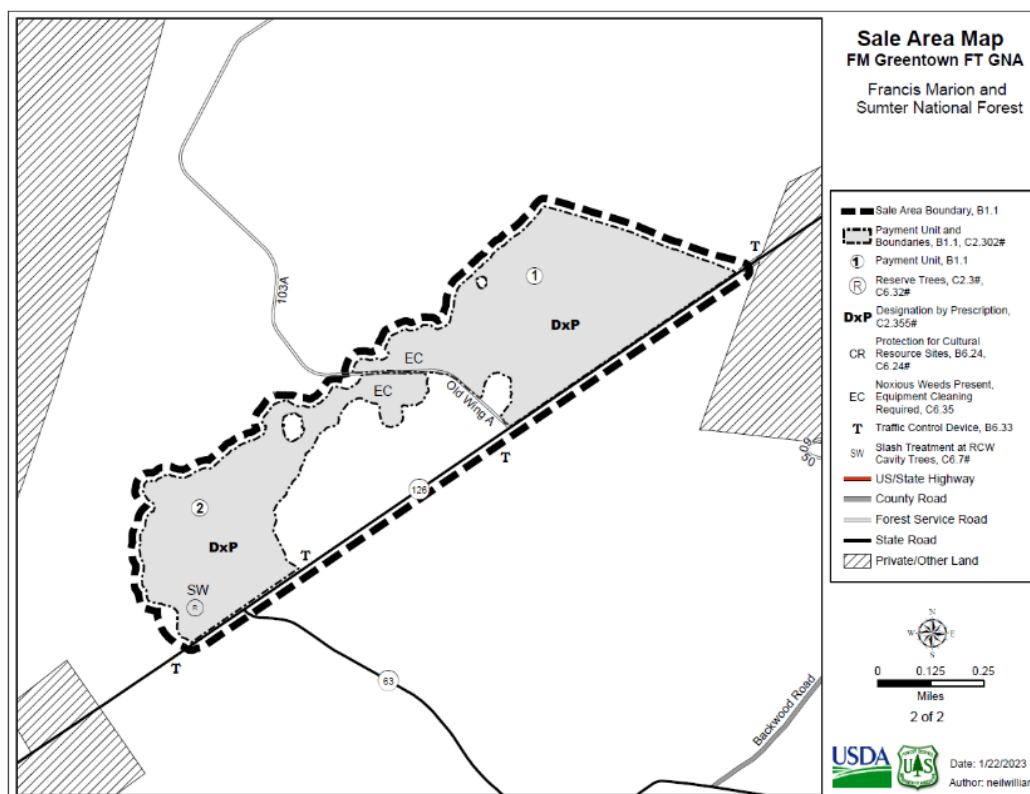 Sale Area Map
FM Greentown FT GNA
Francis Marion and
Sumter National Forest
Sale Area Boundary, B1.1
Payment Unit and
Boundaries, B1.1, C2.302#
1 Payment Unit, B1.1
R Reserve Trees, C2.3#,
C6.32#
DxP Designation by Prescription,
C2.355#
CR Protection for Cultural
Resource Sites, B6.24,
C6.24#
EC Noxious Weeds Present,
Equipment Cleaning
Required, C6.35
T Traffic Control Device, B6.33
SW Slash Treatment at RCW
Cavity Trees, C6.7#
US/State Highway
County Road
Forest Service Road
State Road
Private/Other Land
N
W E
S
0 0.125 0.25
Miles
2 of 2
USDA
U S
Date: 1/22/2023
Author: neilwillian
103A
T
1
DxP
EC
EC
Old Wing A
T
126
2
DxP
T
SW
R
T
63
Backwood Road